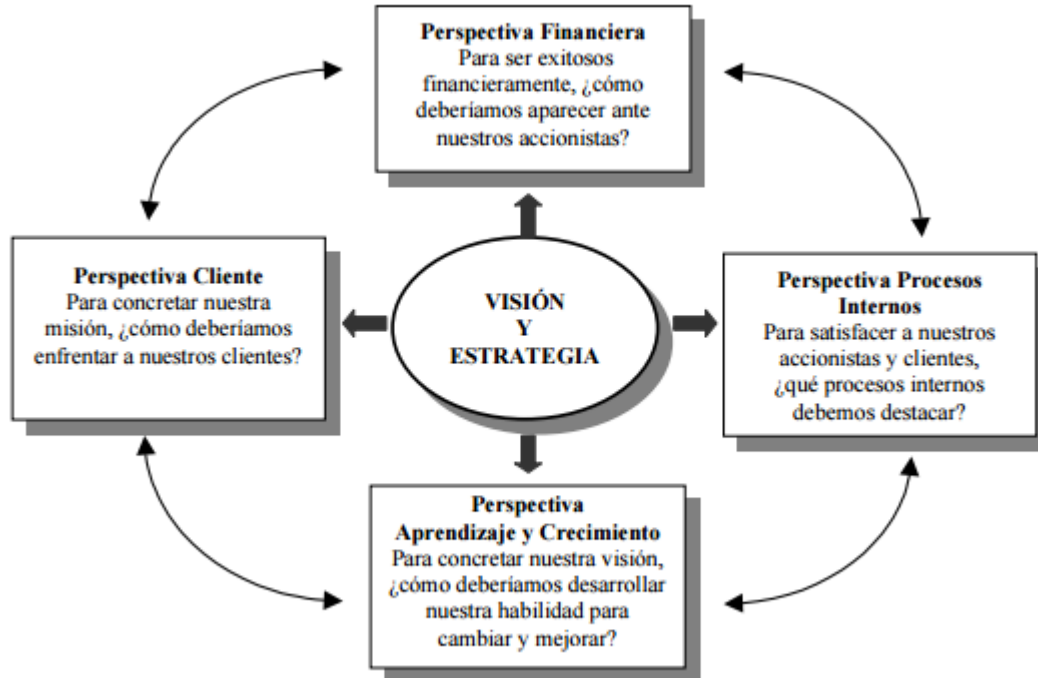 Perspectiva Financiera
Para ser exitosos
financieramente, ¿cómo
deberíamos aparecer ante
nuestros accionistas?
Perspectiva Cliente
Para concretar nuestra
misión, ¿cómo deberíamos
enfrentar a nuestros clientes?
VISIÓN
Y
ESTRATEGIA
Perspectiva Procesos
Internos
Para satisfacer a nuestros
accionistas y clientes,
¿qué procesos internos
debemos destacar?
Perspectiva
Aprendizaje y Crecimiento
Para concretar nuestra visión,
¿cómo deberíamos desarrollar
nuestra habilidad para
cambiar y mejorar?